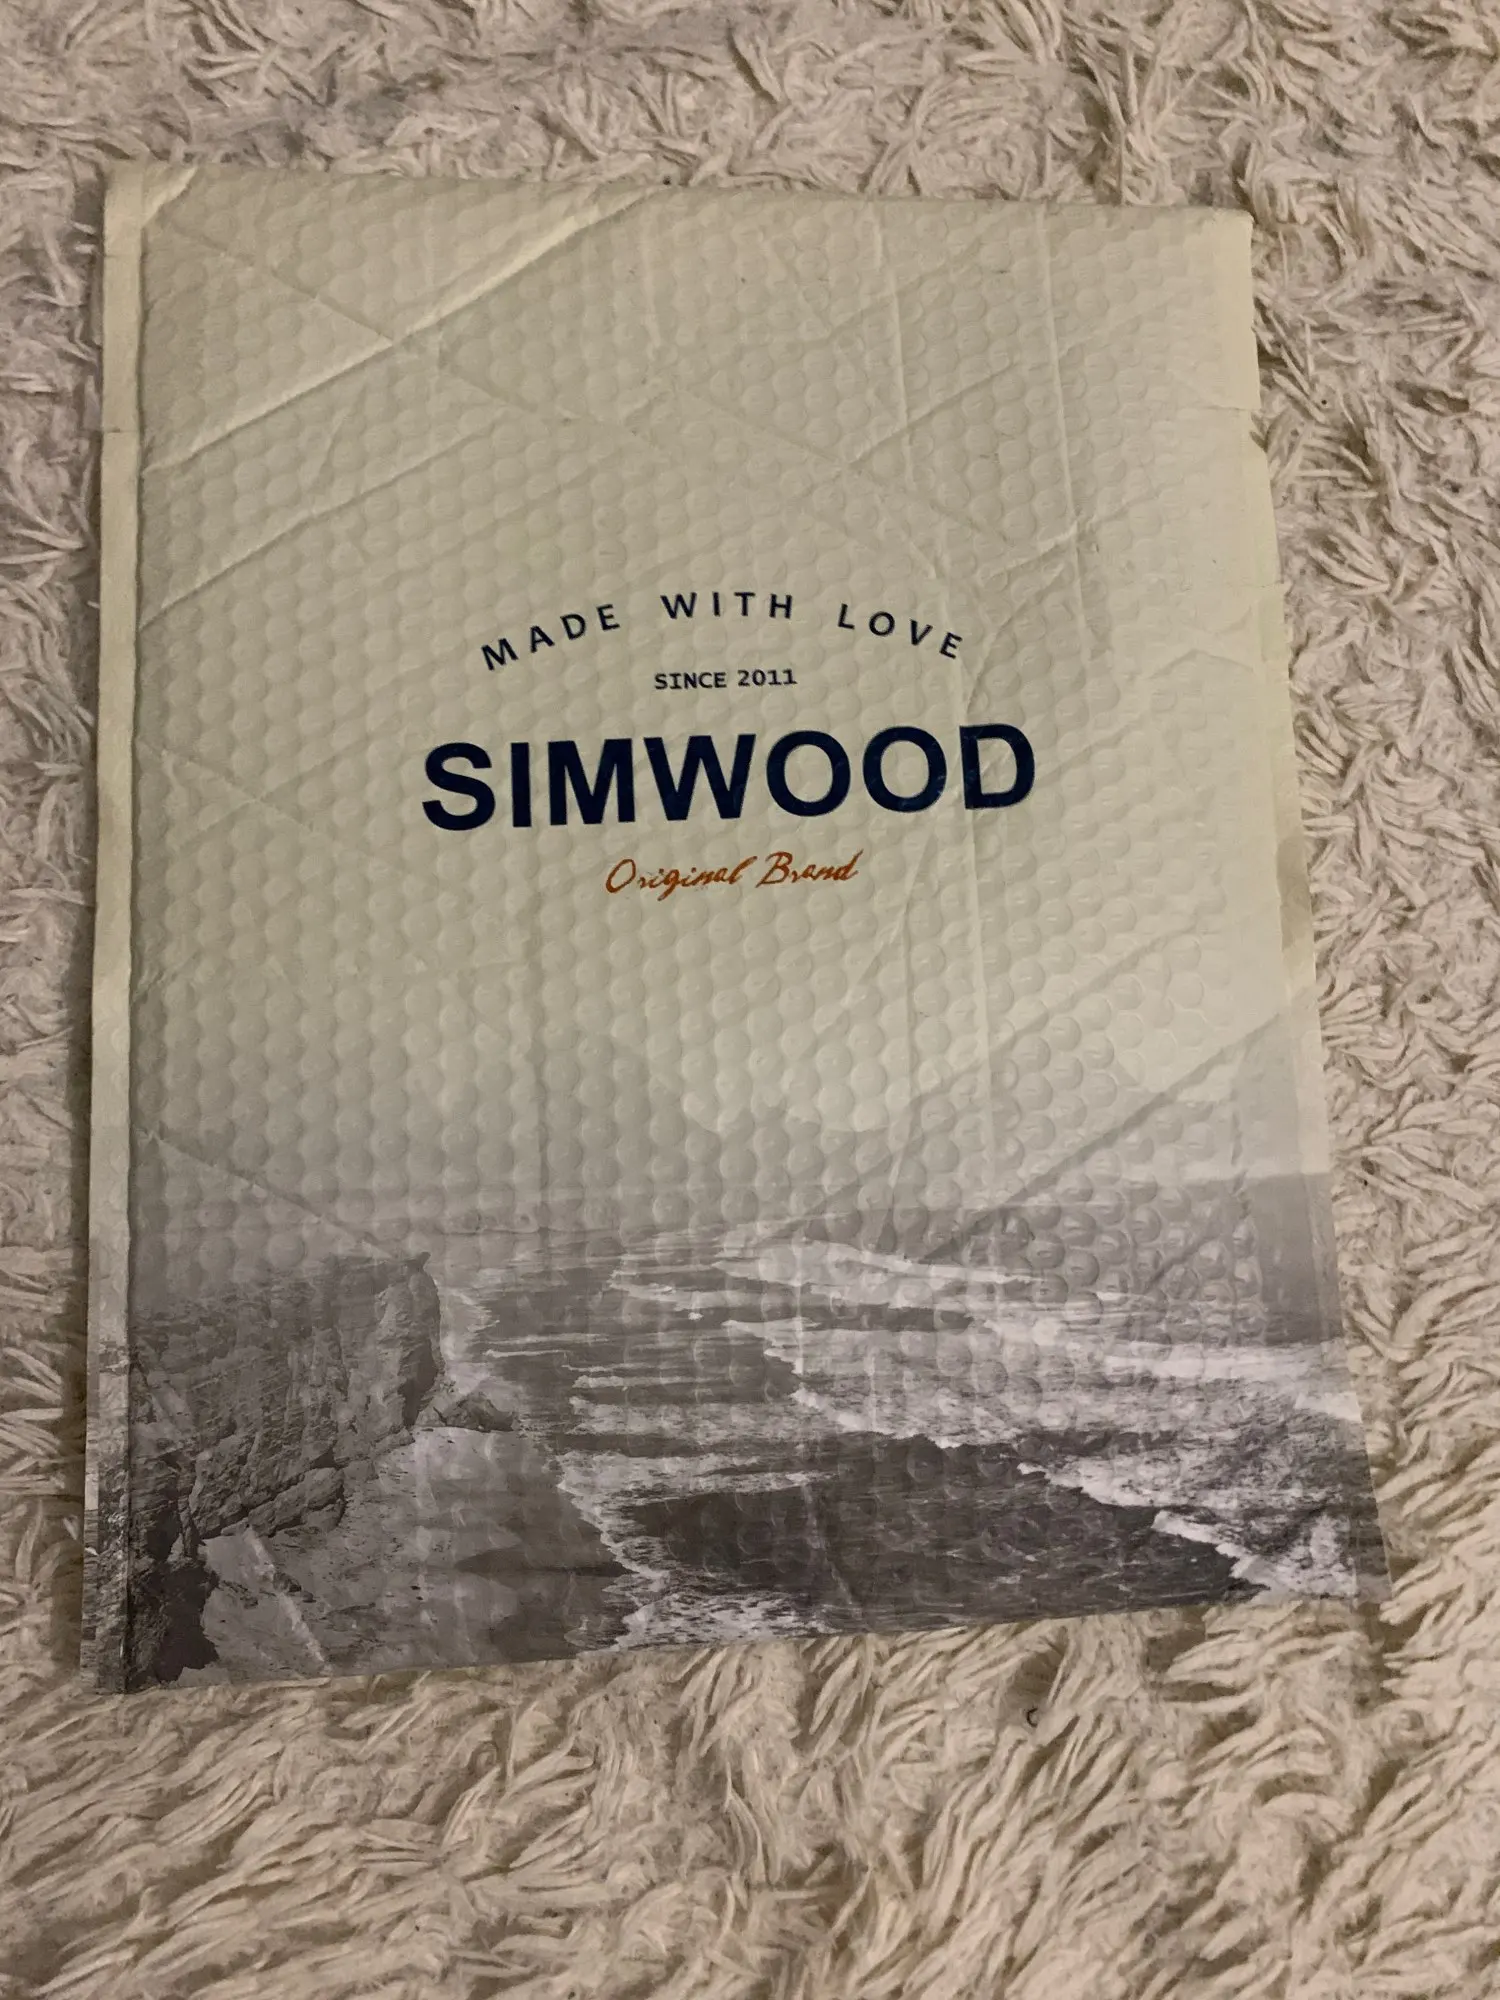 MADE WITH LOVE
SINCE 2011
SIMWOOD
Original Brand